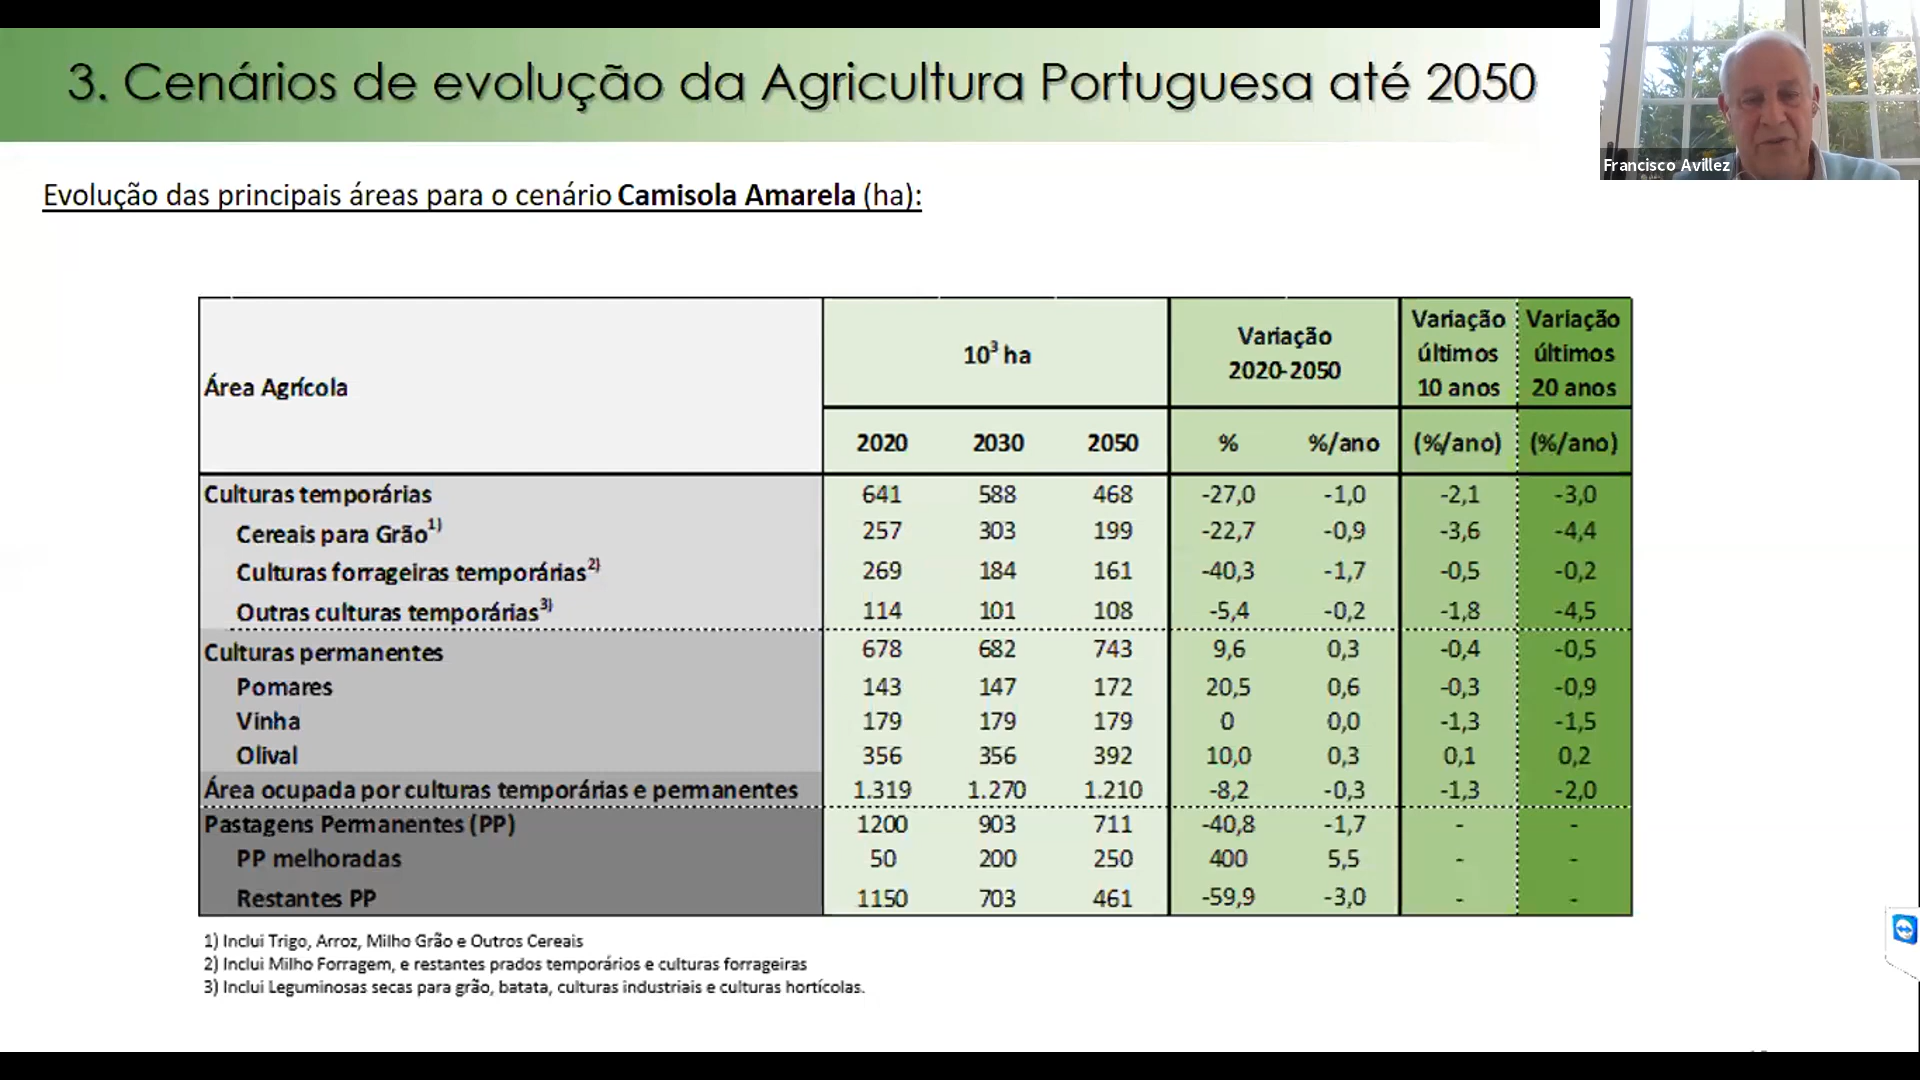 3. Cenários de evolução da Agricultura Portuguesa até 2050
Francisco Avillez
Evolução das principais áreas para o cenário Camisola Amarela (ha):
Área Agrícola
10³ ha
Variação 2020-2050
Variação últimos 10 anos
Variação últimos 20 anos
2020 2030 2050 % %/ano (%/ano) (%/ano)
Culturas temporárias 641 588 468 -27,0 -1,0 -2,1 -3,0
Cereais para Grão1) 257 303 199 -22,7 -0,9 -3,6 -4,4
Culturas forrageiras temporárias2) 269 184 161 -40,3 -1,7 -0,5 -0,2
Outras culturas temporárias3) 114 101 108 -5,4 -0,2 -1,8 -4,5
Culturas permanentes 678 682 743 9,6 0,3 -0,4 -0,5
Pomares 143 147 172 20,5 0,6 -0,3 -0,9
Vinha 179 179 179 0 0,0 -1,3 -1,5
Olival 356 356 392 10,0 0,3 0,1 0,2
Área ocupada por culturas temporárias e permanentes 1.319 1.270 1.210 -8,2 -0,3 -1,3 -2,0
Pastagens Permanentes (PP) 1200 903 711 -40,8 -1,7 - -
PP melhoradas 50 200 250 400 5,5 - -
Restantes PP 1150 703 461 -59,9 -3,0 - -
1) Inclui Trigo, Arroz, Milho Grão e Outros Cereais
2) Inclui Milho Forragem, e restantes prados temporários e culturas forrageiras
3) Inclui Leguminosas secas para grão, batata, culturas industriais e culturas hortícolas.